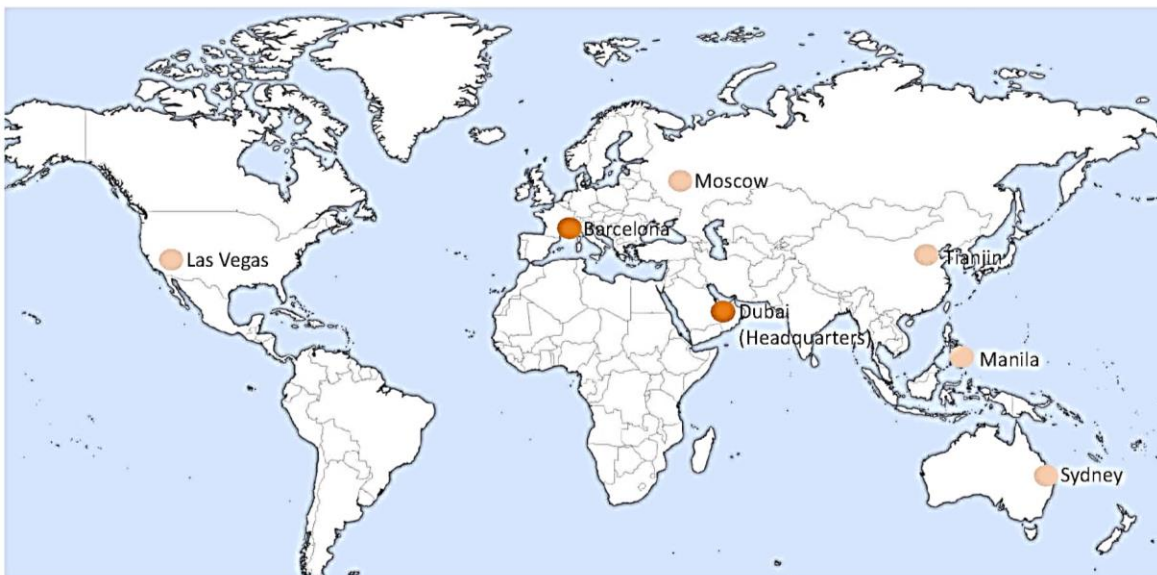 Moscow
Barcelona
Las Vegas
Tianjin
Dubai
(Headquarters)
Manila
Sydney